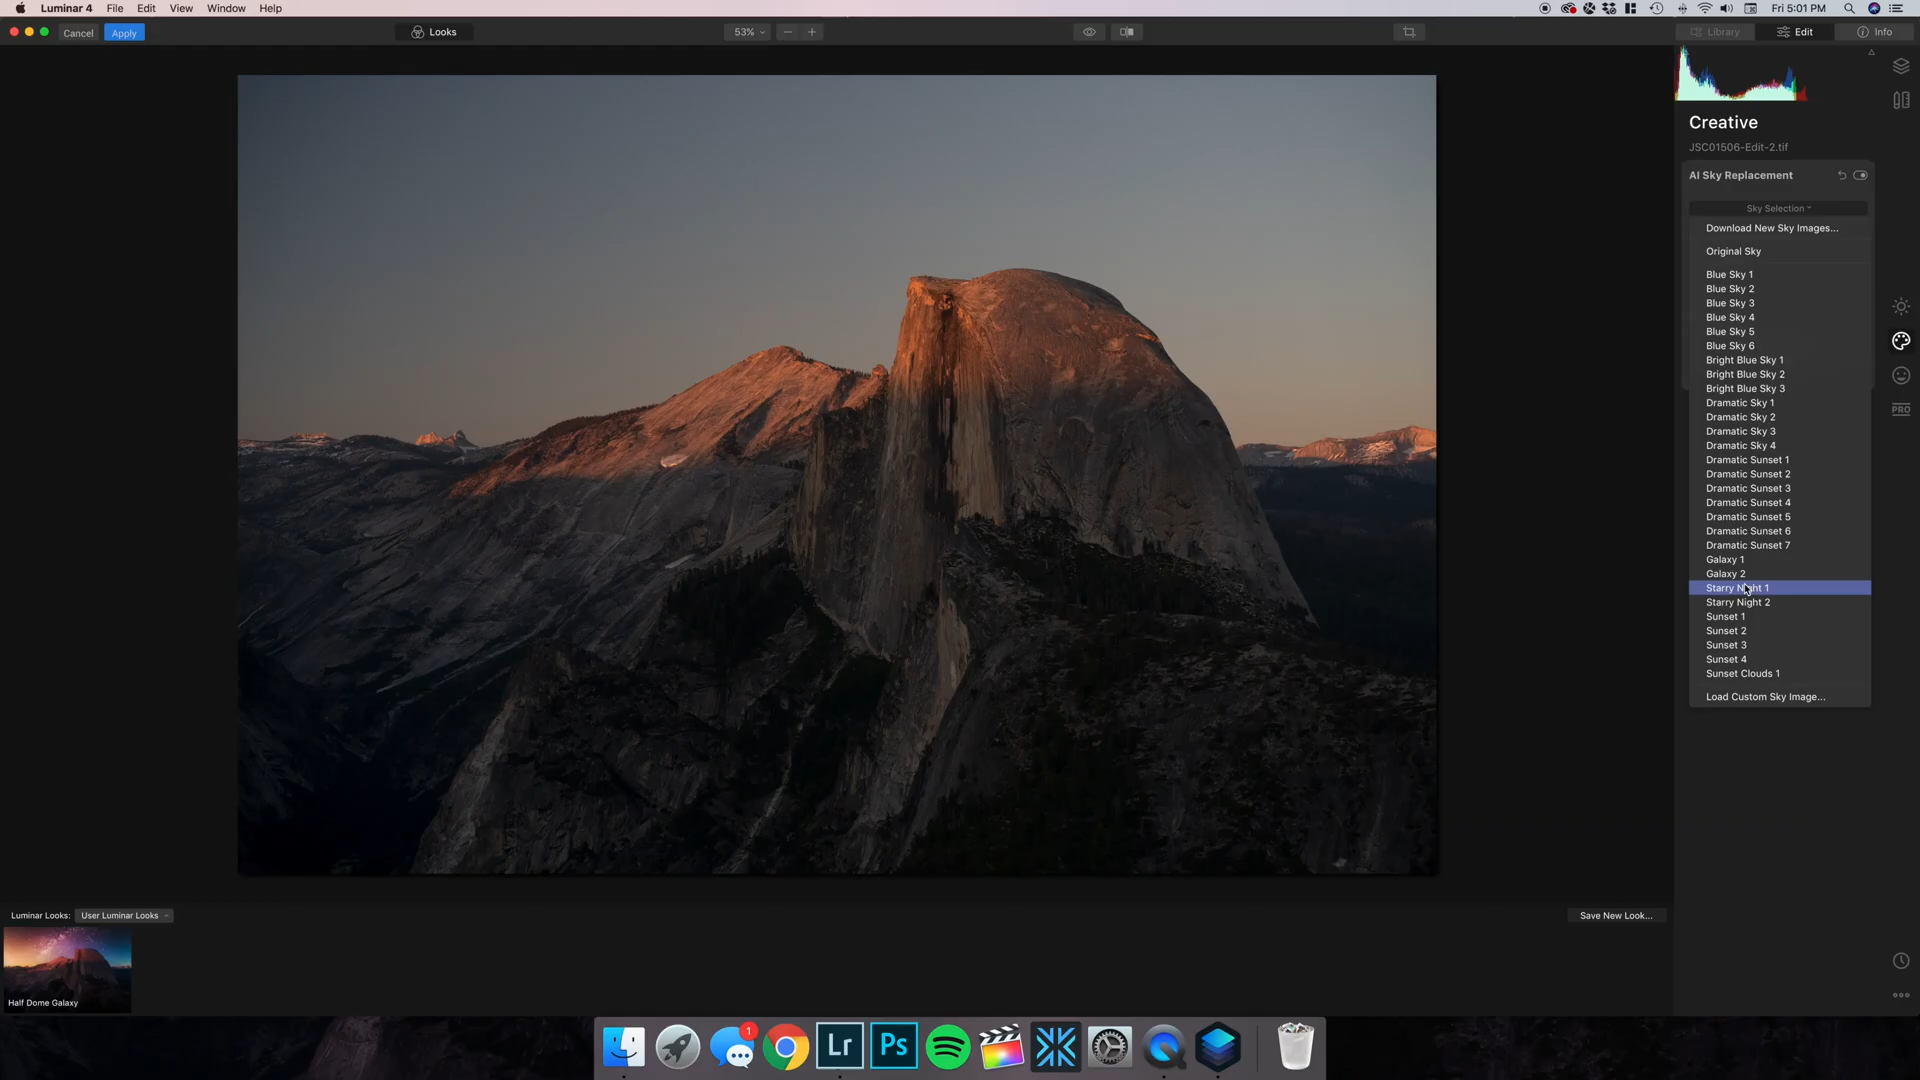 Luminar 4 File Edit View Window Help Fri 5:01 PM
Cancel Apply Looks 53% Library Edit Info
Creative
JSC01506-Edit-2.tif
AI Sky Replacement
Sky Selection
Download New Sky Images...
Original Sky
Blue Sky 1
Blue Sky 2
Blue Sky 3
Blue Sky 4
Blue Sky 5
Blue Sky 6
Bright Blue Sky 1
Bright Blue Sky 2
Bright Blue Sky 3
Dramatic Sky 1
Dramatic Sky 2
Dramatic Sky 3
Dramatic Sky 4
Dramatic Sunset 1
Dramatic Sunset 2
Dramatic Sunset 3
Dramatic Sunset 4
Dramatic Sunset 5
Dramatic Sunset 6
Dramatic Sunset 7
Galaxy 1
Galaxy 2
Starry Night 1
Starry Night 2
Sunset 1
Sunset 2
Sunset 3
Sunset 4
Sunset Clouds 1
Load Custom Sky Image...
PRO
Luminar Looks: User Luminar Looks Save New Look...
Half Dome Galaxy
1
Lr Ps